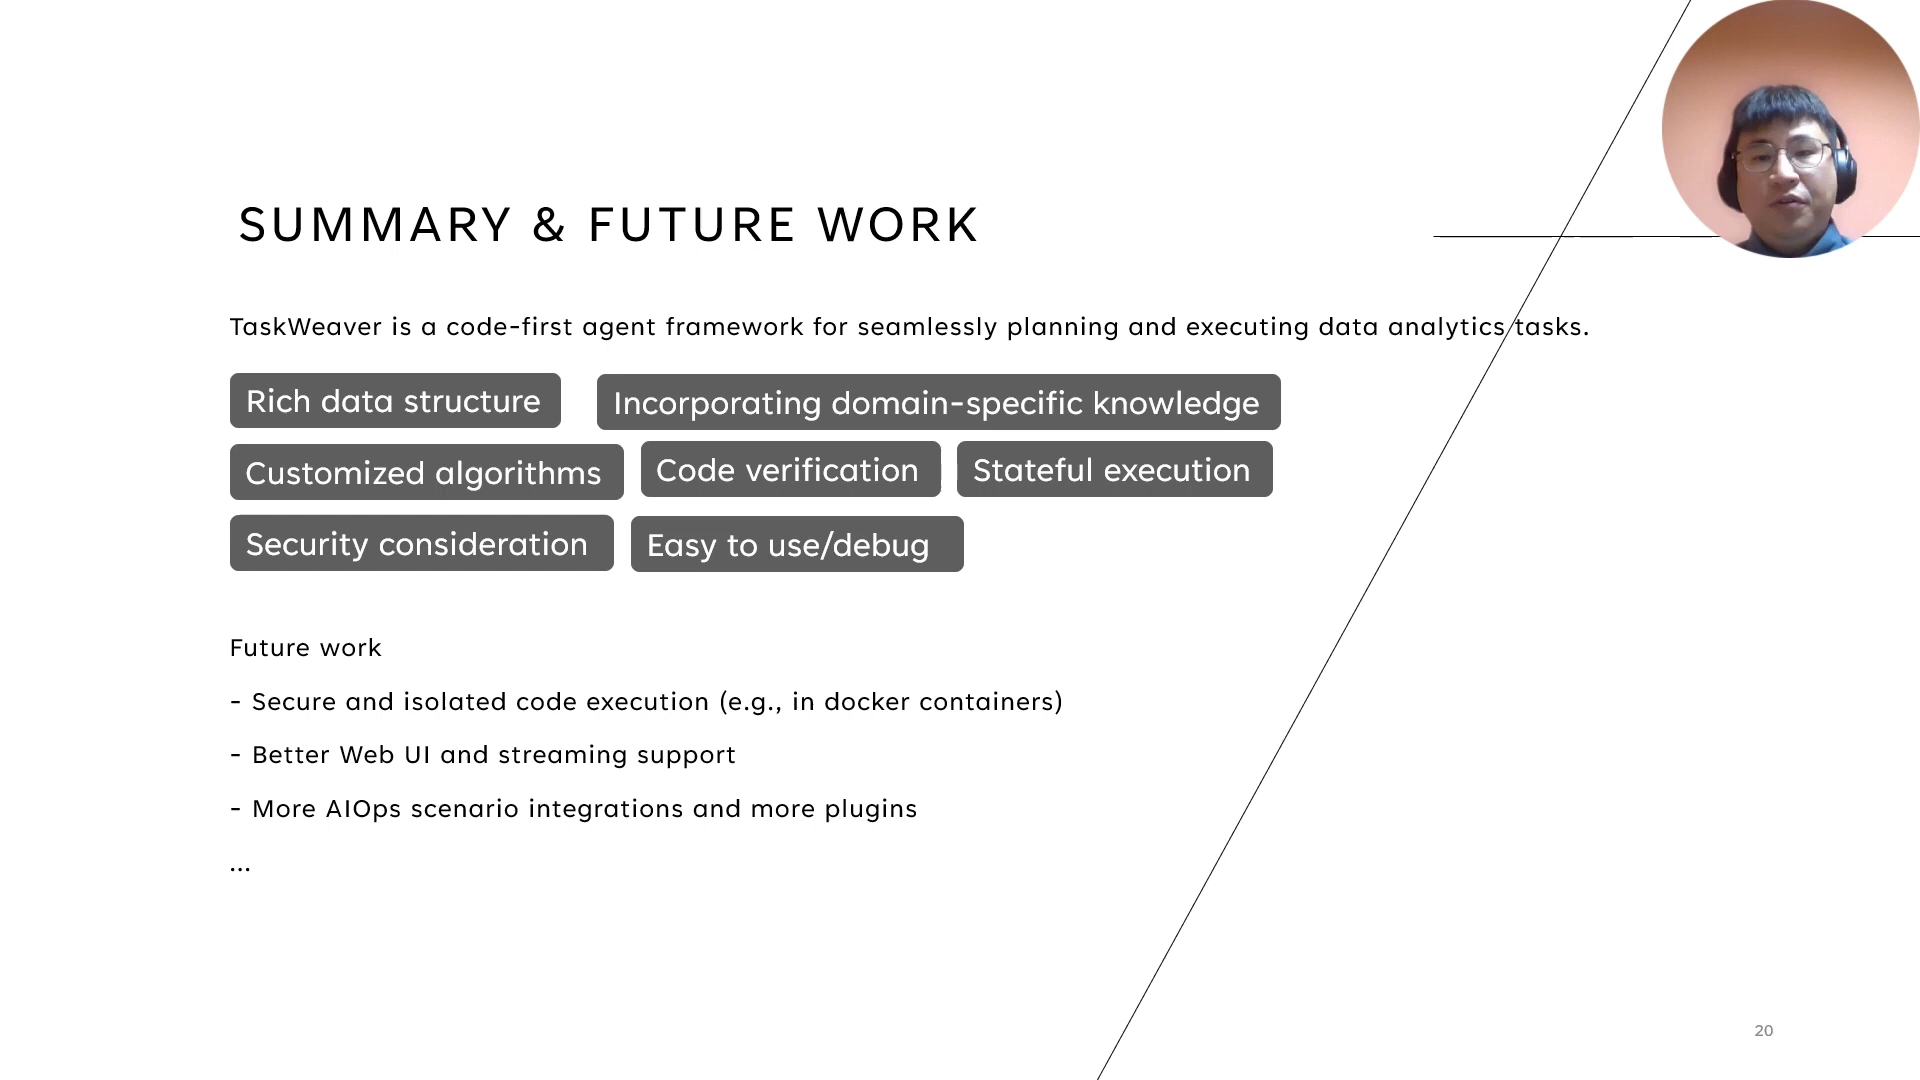 SUMMARY & FUTURE WORK
TaskWeaver is a code-first agent framework for seamlessly planning and executing data analytics tasks.
Rich data structure
Incorporating domain-specific knowledge
Customized algorithms
Code verification
Stateful execution
Security consideration
Easy to use/debug
Future work
- Secure and isolated code execution (e.g., in docker containers)
- Better Web UI and streaming support
- More AIOps scenario integrations and more plugins
...
20